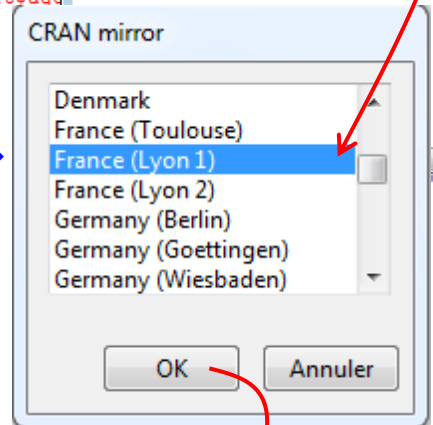 CRAN mirror
Denmark
France (Toulouse)
France (Lyon 1)
France (Lyon 2)
Germany (Berlin)
Germany (Goettingen)
Germany (Wiesbaden)
OK Annuler